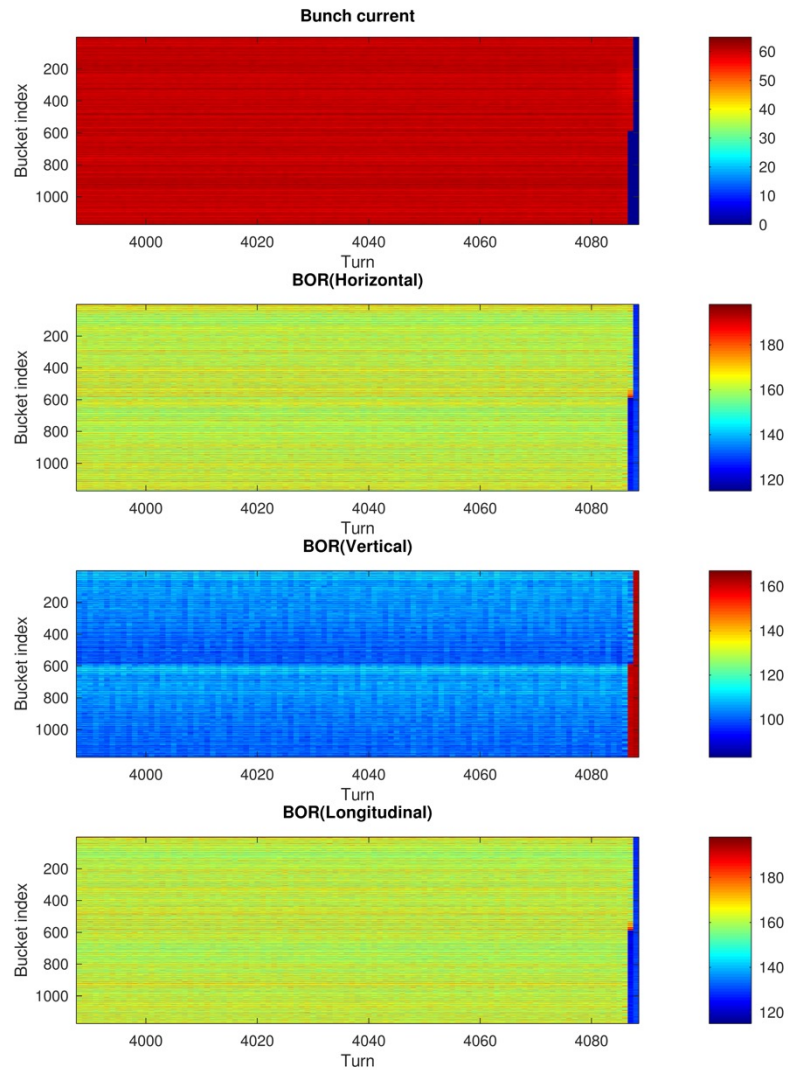 Bunch current
Bucket index
200
400
600
800
1000
4000 4020 4040 4060 4080
Turn
60
50
40
30
20
10
0
BOR(Horizontal)
Bucket index
200
400
600
800
1000
4000 4020 4040 4060 4080
Turn
180
160
140
120
BOR(Vertical)
Bucket index
200
400
600
800
1000
4000 4020 4040 4060 4080
Turn
160
140
120
100
BOR(Longitudinal)
Bucket index
200
400
600
800
1000
4000 4020 4040 4060 4080
Turn
180
160
140
120